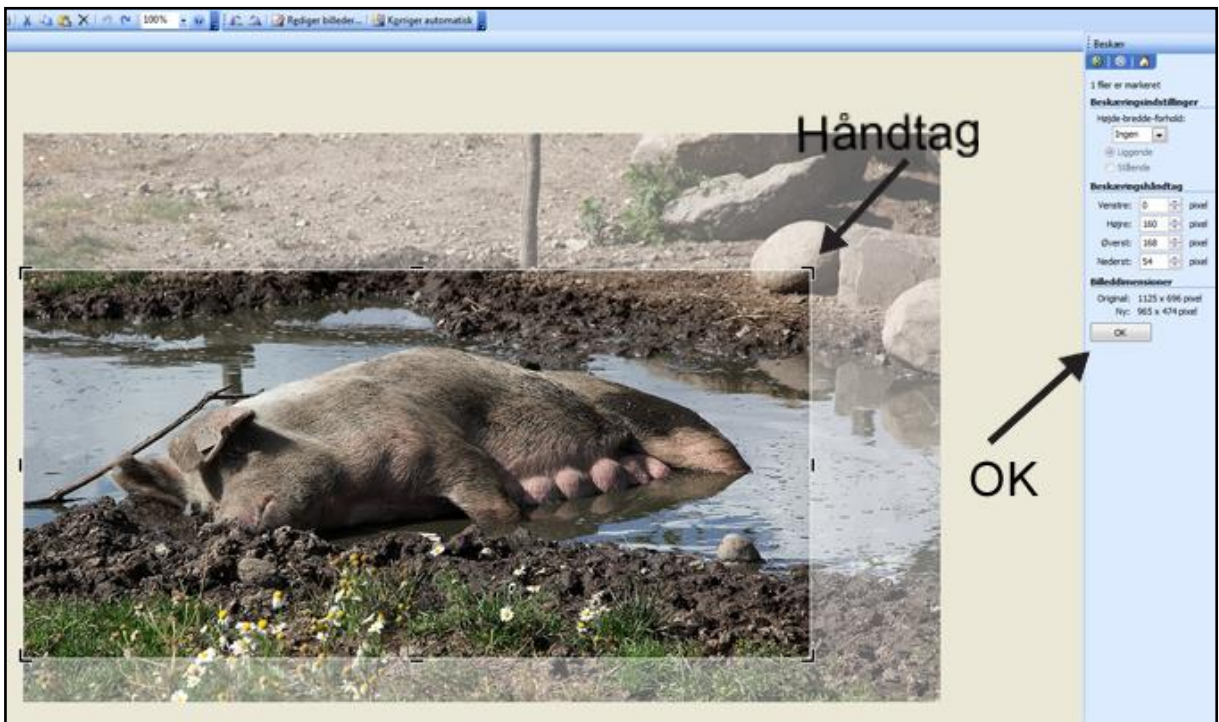 100%
Rediger billeder...
Korriger automatisk
Beskær
1 filer er markeret
Beskæringsindstillinger
Højde-bredde-forhold:
Ingen
Liggende
Stående
Beskæringshåndtag
Venstre: 0 pixel
Højre: 160 pixel
Øverst: 168 pixel
Nederst: 54 pixel
Billeddimensioner
Original: 1125 x 696 pixel
Ny: 965 x 474 pixel
OK
Håndtag
OK